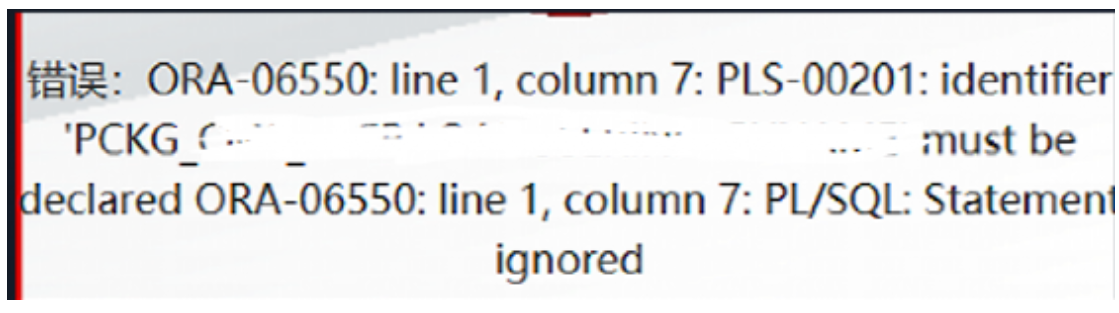 错误：ORA-06550: line 1, column 7: PLS-00201: identifier
'PCKG_ must be
declared ORA-06550: line 1, column 7: PL/SQL: Statement
ignored